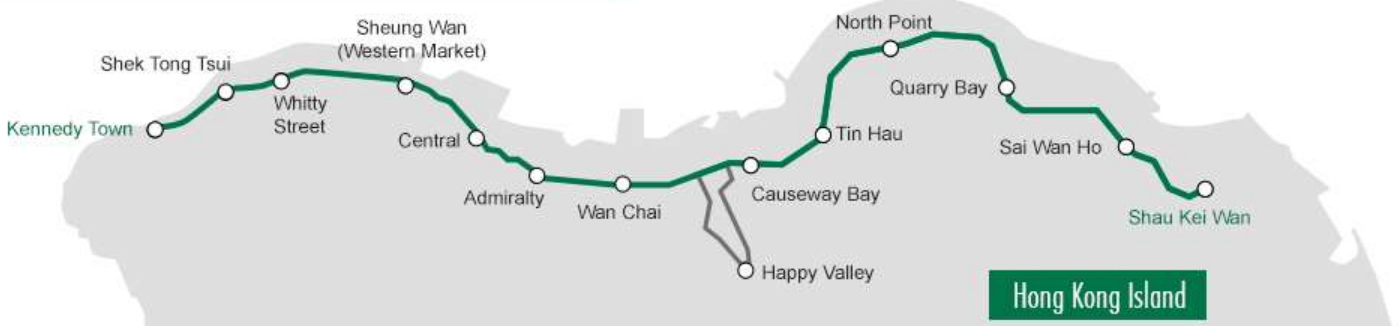 Kennedy Town
Shek Tong Tsui
Whitty
Street
Sheung Wan
(Western Market)
Central
Admiralty
Wan Chai
Causeway Bay
Happy Valley
Tin Hau
North Point
Quarry Bay
Sai Wan Ho
Shau Kei Wan
Hong Kong Island